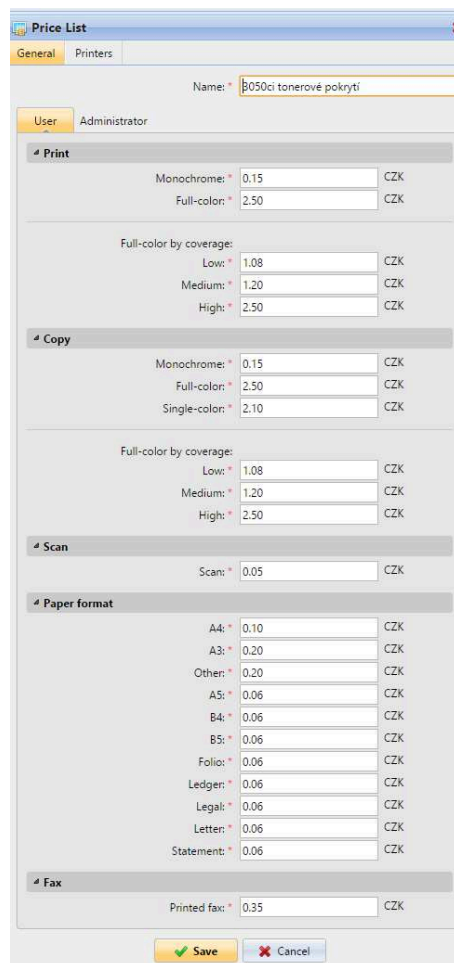 Price List
General Printers
Name: * 3050ci tonerové pokrytí
User Administrator
Print
Monochrome: * 0.15 CZK
Full-color: * 2.50 CZK
Full-color by coverage:
Low: * 1.08 CZK
Medium: * 1.20 CZK
High: * 2.50 CZK
Copy
Monochrome: * 0.15 CZK
Full-color: * 2.50 CZK
Single-color: * 2.10 CZK
Full-color by coverage:
Low: * 1.08 CZK
Medium: * 1.20 CZK
High: * 2.50 CZK
Scan
Scan: * 0.05 CZK
Paper format
A4: * 0.10 CZK
A3: * 0.20 CZK
Other: * 0.20 CZK
A5: * 0.06 CZK
B4: * 0.06 CZK
B5: * 0.06 CZK
Folio: * 0.06 CZK
Ledger: * 0.06 CZK
Legal: * 0.06 CZK
Letter: * 0.06 CZK
Statement: * 0.06 CZK
Fax
Printed fax: * 0.35 CZK
Save Cancel